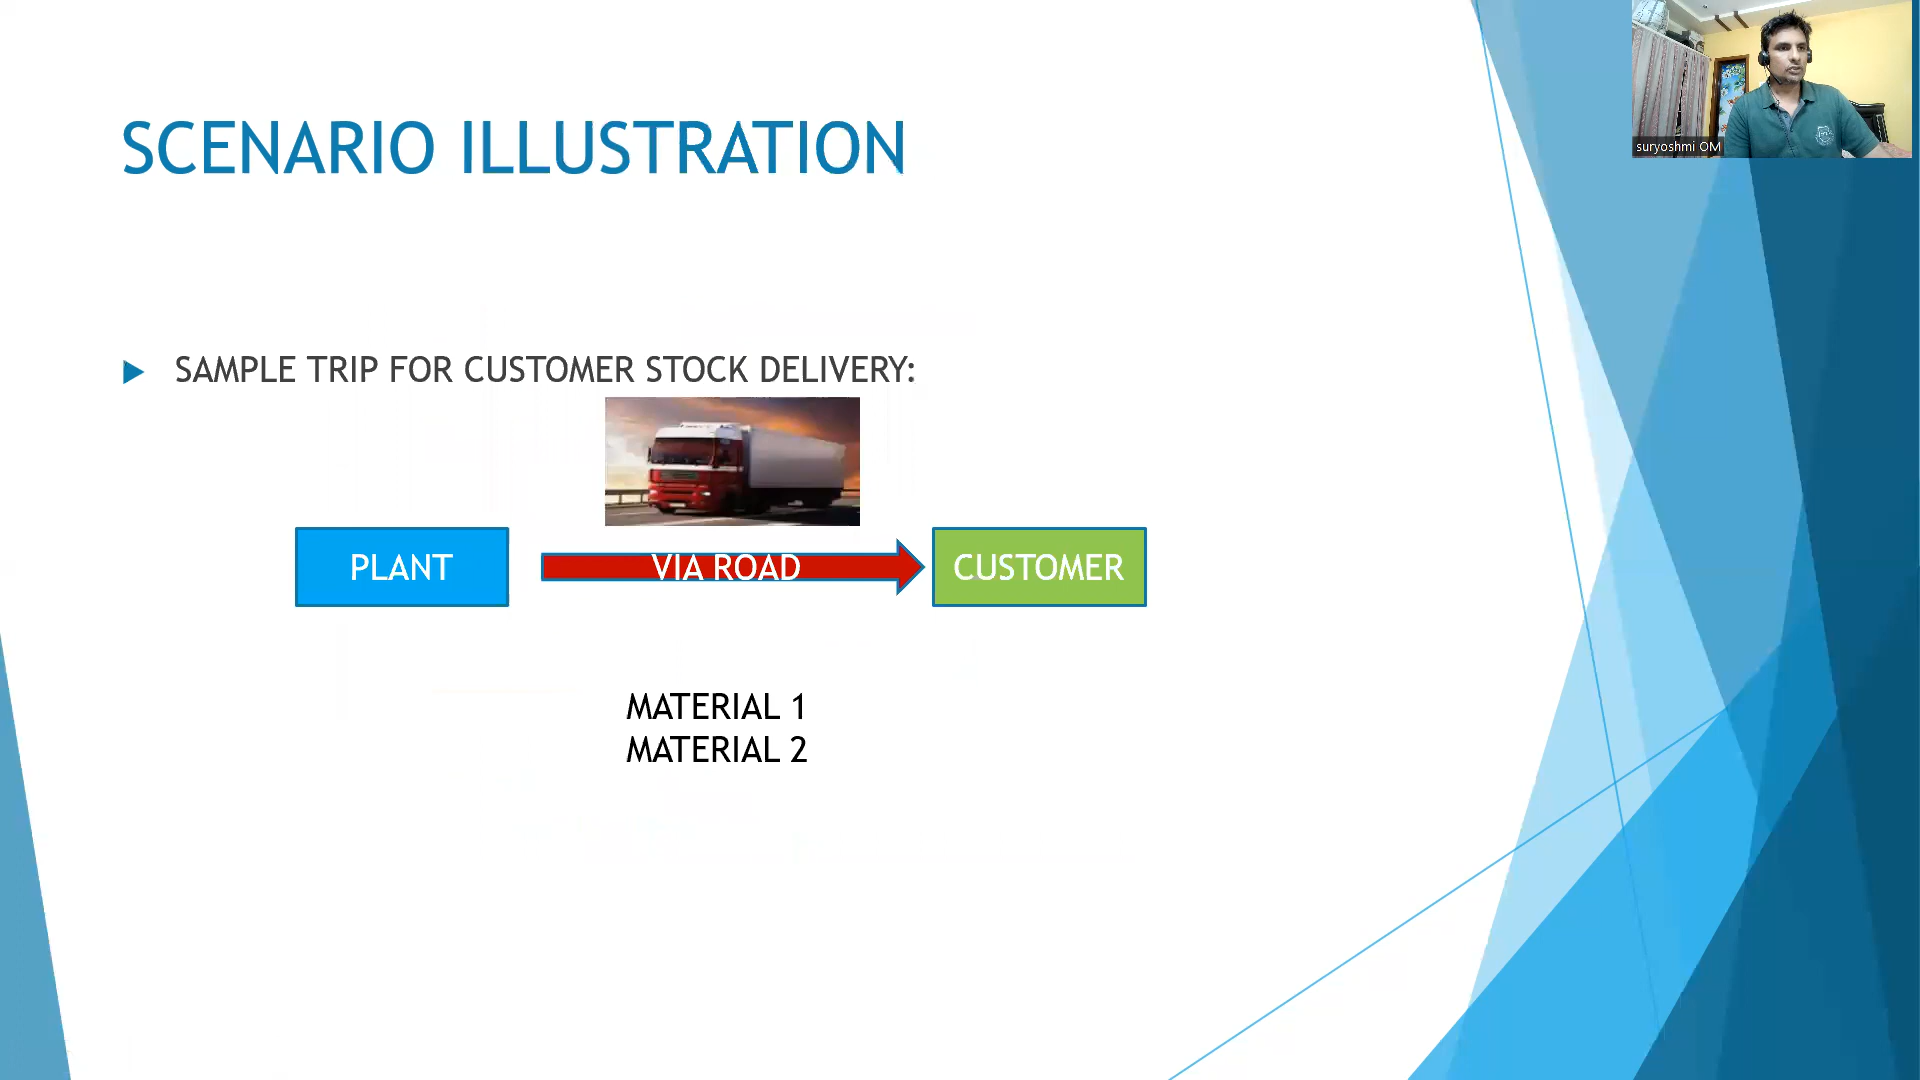 suryoshmi OM
SCENARIO ILLUSTRATION
SAMPLE TRIP FOR CUSTOMER STOCK DELIVERY:
PLANT
VIA ROAD
CUSTOMER
MATERIAL 1
MATERIAL 2